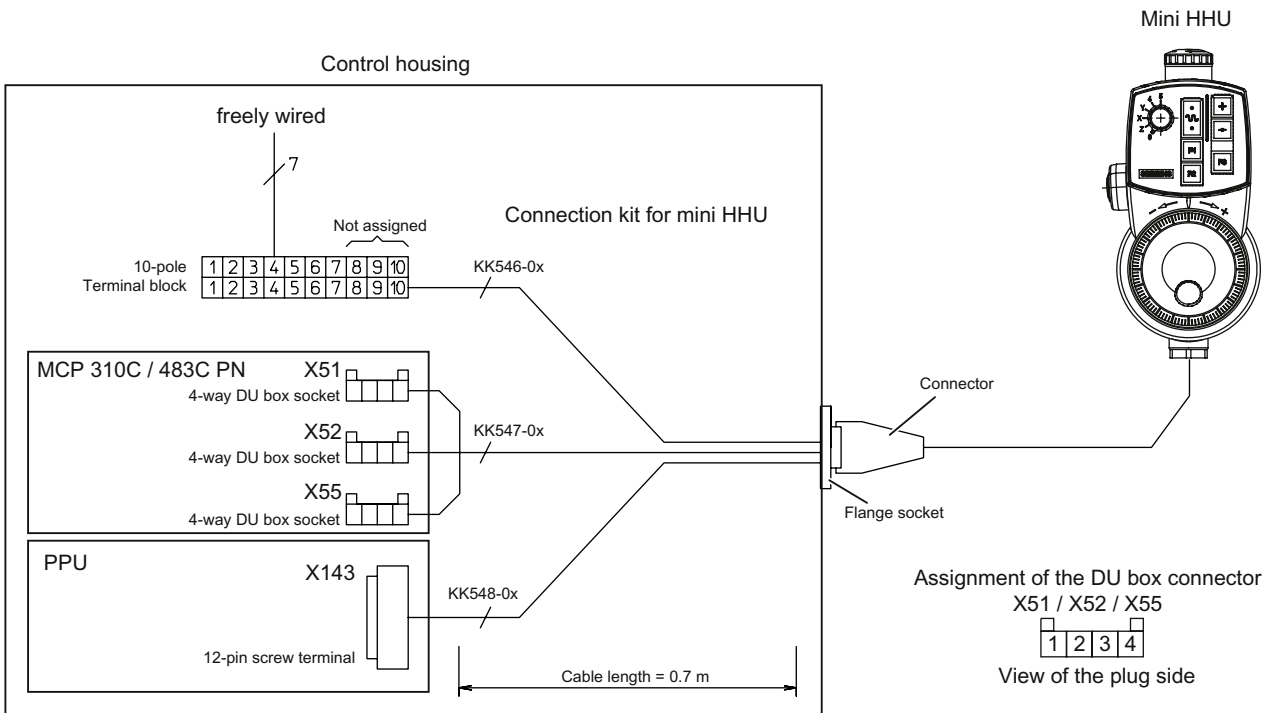 Mini HHU
Control housing
freely wired
7
Not assigned
Connection kit for mini HHU
10-pole
Terminal block
1 2 3 4 5 6 7 8 9 10
1 2 3 4 5 6 7 8 9 10
KK546-0x
MCP 310C / 483C PN
X51
4-way DU box socket
X52
4-way DU box socket
KK547-0x
X55
4-way DU box socket
Connector
Flange socket
PPU
X143
12-pin screw terminal
KK548-0x
Cable length = 0.7 m
Assignment of the DU box connector
X51 / X52 / X55
1 2 3 4
View of the plug side
Z X Y 4 5
+
-
F1
F2
F3
- +